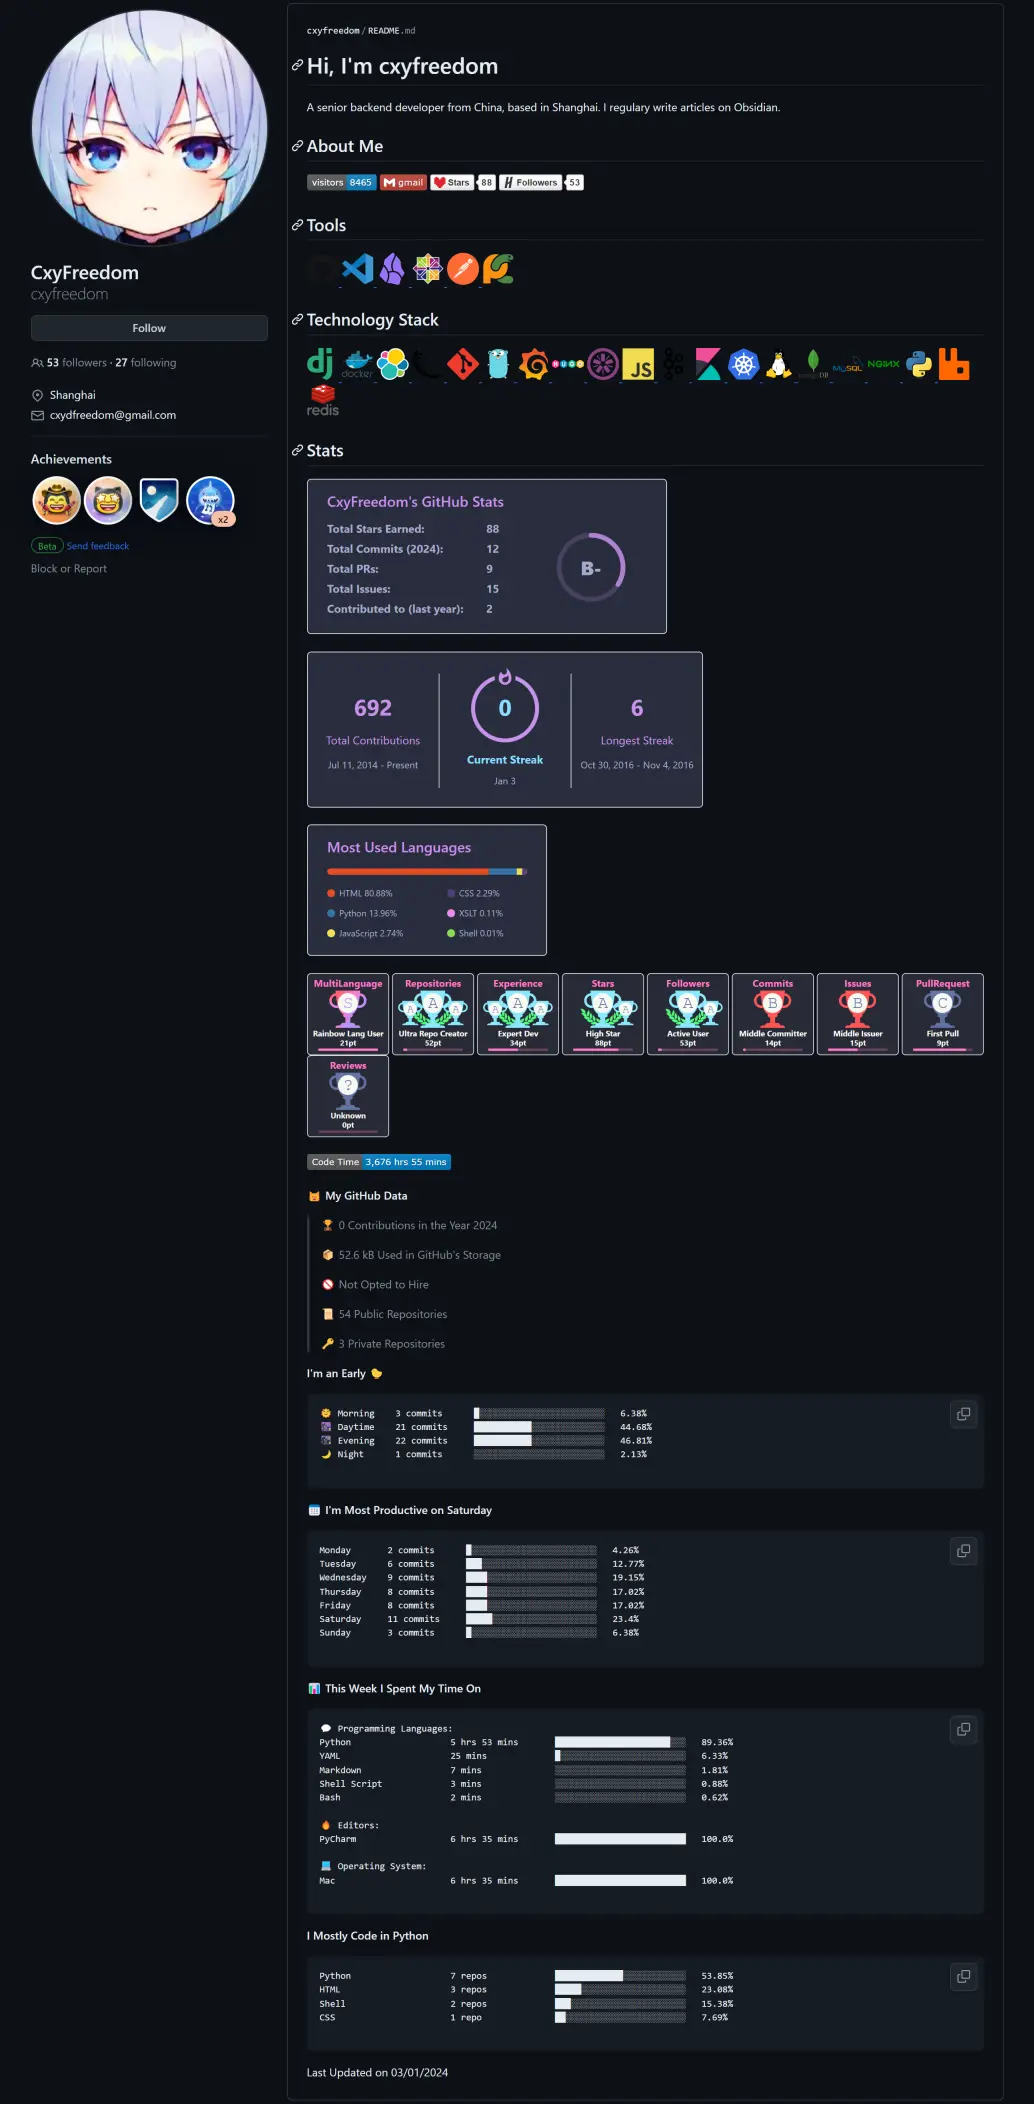 CxyFreedom
cxyfreedom
Follow
53 followers · 27 following
Shanghai
cxydfreedom@gmail.com
Achievements
x2
Beta Send feedback
Block or Report
cxyfreedom / README.md
Hi, I'm cxyfreedom
A senior backend developer from China, based in Shanghai. I regulary write articles on Obsidian.
About Me
visitors 8465 gmail Stars 88 Followers 53
Tools
Technology Stack
dj docker HUGO JS DB MySQL NGINX
redis
Stats
CxyFreedom's GitHub Stats
Total Stars Earned: 88
Total Commits (2024): 12
Total PRs: 9
Total Issues: 15
Contributed to (last year): 2
B-
692
Total Contributions
Jul 11, 2014 - Present
0
Current Streak
Jan 3
6
Longest Streak
Oct 30, 2016 - Nov 4, 2016
Most Used Languages
HTML 80.88% CSS 2.29%
Python 13.96% XSLT 0.11%
JavaScript 2.74% Shell 0.01%
MultiLanguage Repositories Experience Stars Followers Commits Issues PullRequest
S A A A A A A A A A A A A B B C
Rainbow Lang User Ultra Repo Creator Expert Dev High Star Active User Middle Committer Middle Issuer First Pull
21pt 52pt 34pt 88pt 53pt 14pt 15pt 9pt
Reviews
?
Unknown
0pt
Code Time 3,676 hrs 55 mins
My GitHub Data
0 Contributions in the Year 2024
52.6 kB Used in GitHub's Storage
Not Opted to Hire
54 Public Repositories
3 Private Repositories
I'm an Early
Morning 3 commits 6.38%
Daytime 21 commits 44.68%
Evening 22 commits 46.81%
Night 1 commits 2.13%
I'm Most Productive on Saturday
Monday 2 commits 4.26%
Tuesday 6 commits 12.77%
Wednesday 9 commits 19.15%
Thursday 8 commits 17.02%
Friday 8 commits 17.02%
Saturday 11 commits 23.4%
Sunday 3 commits 6.38%
This Week I Spent My Time On
Programming Languages:
Python 5 hrs 53 mins 89.36%
YAML 25 mins 6.33%
Markdown 7 mins 1.81%
Shell Script 3 mins 0.88%
Bash 2 mins 0.62%
Editors:
PyCharm 6 hrs 35 mins 100.0%
Operating System:
Mac 6 hrs 35 mins 100.0%
I Mostly Code in Python
Python 7 repos 53.85%
HTML 3 repos 23.08%
Shell 2 repos 15.38%
CSS 1 repo 7.69%
Last Updated on 03/01/2024